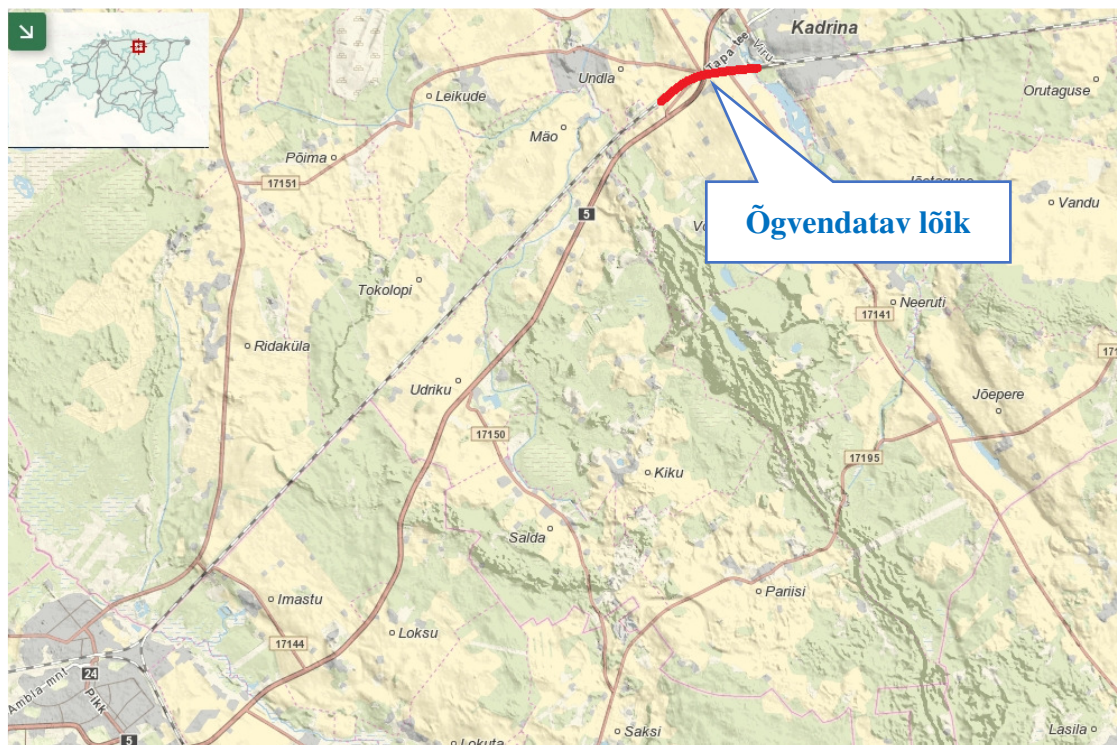 Kadrina
Tapa tee
Viru
Undla
Orutaguse
Leikude
Mäo
Põima
17151
5
Õgvendatav lõik
Vandu
Tokolopi
Neeruti
17141
Ridaküla
Udriku
Jõepere
17150
17195
Kiku
Salda
Pariisi
Imastu
Loksu
17144
24
Ambla mnt
Pikk
5
Saksi
Lokuta
Lasila